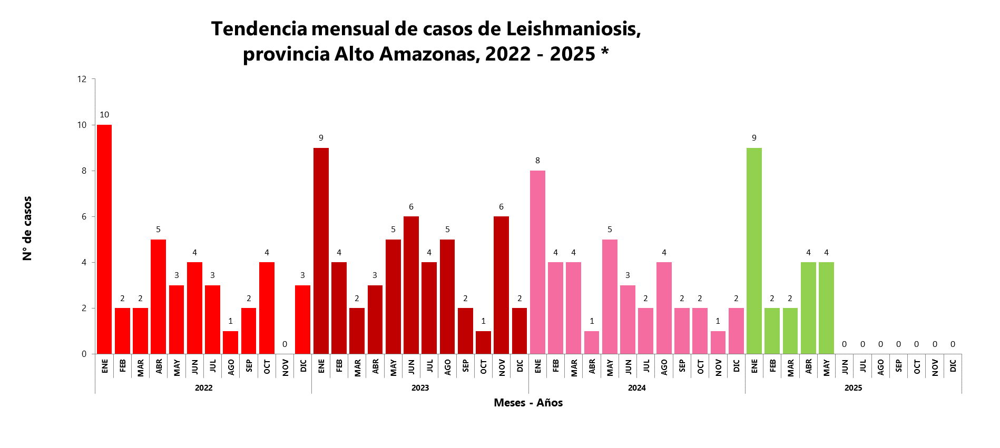 Tendencia mensual de casos de Leishmaniosis,
provincia Alto Amazonas, 2022 - 2025 *
N° de casos
12
10
8
6
4
2
0
10 2 2 5 3 4 3 1 2 4 0 3 9 4 2 3 5 6 4 5 2 1 6 2 8 4 4 1 5 3 2 4 2 2 1 2 9 2 2 4 4 0 0 0 0 0 0 0
ENE FEB MAR ABR MAY JUN JUL AGO SEP OCT NOV DIC ENE FEB MAR ABR MAY JUN JUL AGO SEP OCT NOV DIC ENE FEB MAR ABR MAY JUN JUL AGO SEP OCT NOV DIC ENE FEB MAR ABR MAY JUN JUL AGO SEP OCT NOV DIC
2022 2023 2024 2025
Meses - Años